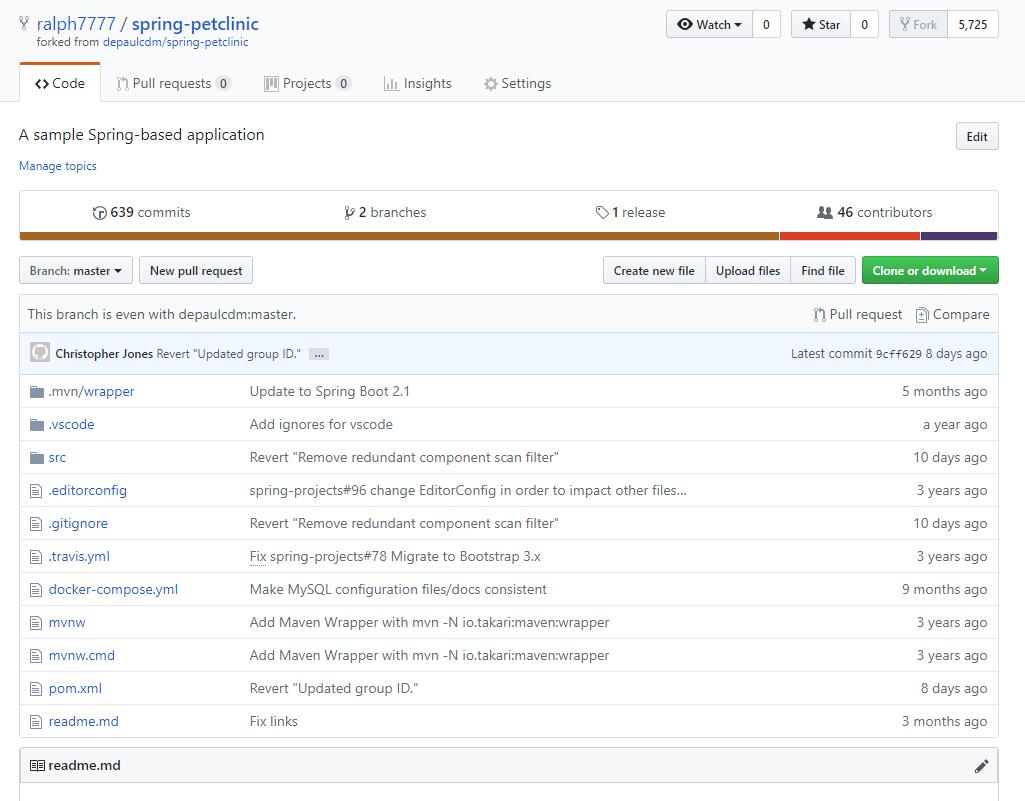 ralph7777 / spring-petclinic
forked from depaulcdm/spring-petclinic
Watch 0 Star 0 Fork 5,725
Code Pull requests 0 Projects 0 Insights Settings
A sample Spring-based application
Edit
Manage topics
639 commits 2 branches 1 release 46 contributors
Branch: master New pull request Create new file Upload files Find file Clone or download
This branch is even with depaulcdm:master. Pull request Compare
Christopher Jones Revert "Updated group ID." ... Latest commit 9cff629 8 days ago
.mvn/wrapper Update to Spring Boot 2.1 5 months ago
.vscode Add ignores for vscode a year ago
src Revert "Remove redundant component scan filter" 10 days ago
.editorconfig spring-projects#96 change EditorConfig in order to impact other files... 3 years ago
.gitignore Revert "Remove redundant component scan filter" 10 days ago
.travis.yml Fix spring-projects#78 Migrate to Bootstrap 3.x 3 years ago
docker-compose.yml Make MySQL configuration files/docs consistent 9 months ago
mvnw Add Maven Wrapper with mvn -N io.takari:maven:wrapper 3 years ago
mvnw.cmd Add Maven Wrapper with mvn -N io.takari:maven:wrapper 3 years ago
pom.xml Revert "Updated group ID." 8 days ago
readme.md Fix links 3 months ago
readme.md